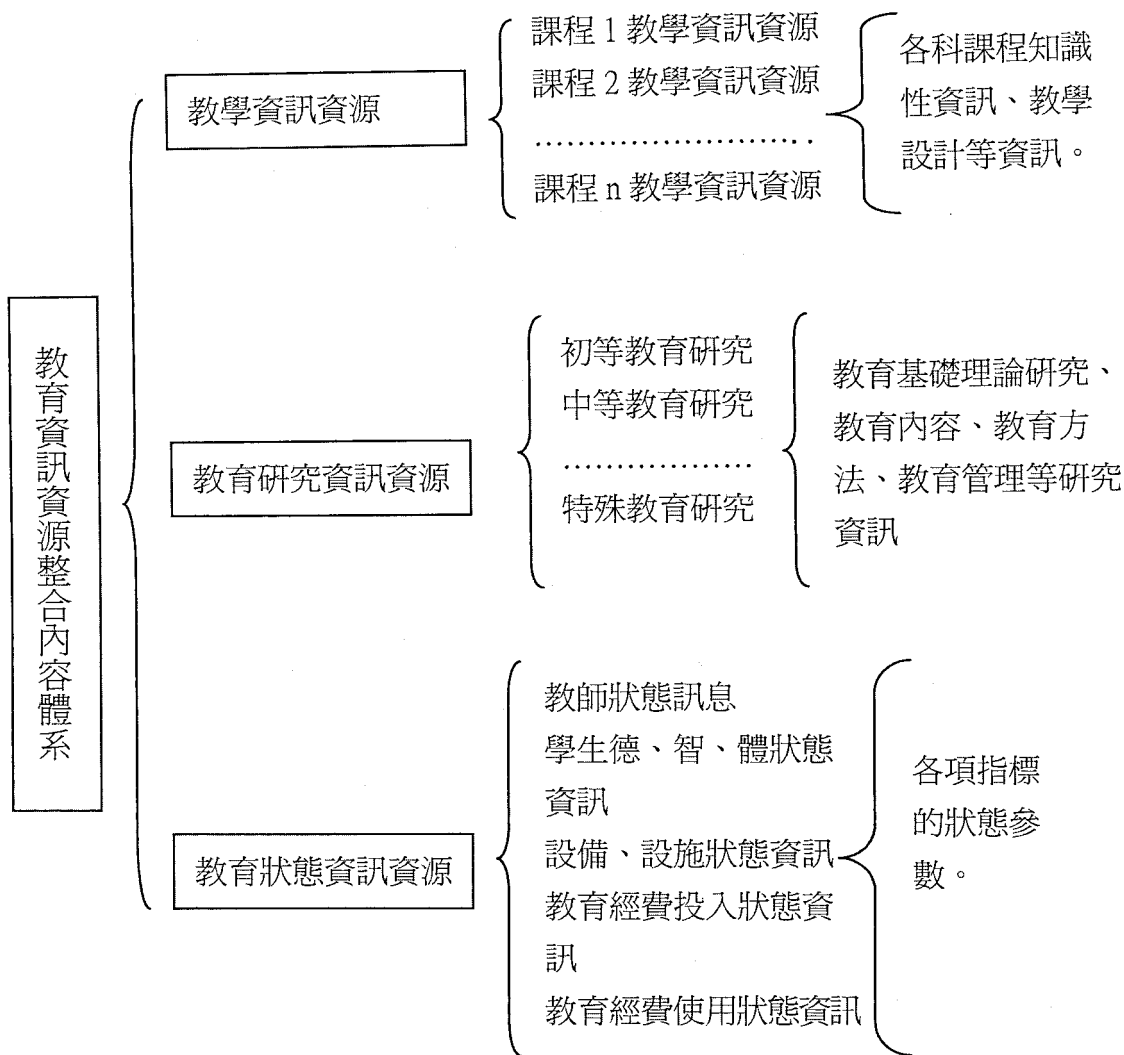 教育資訊資源整合內容體系
教學資訊資源
課程 1 教學資訊資源
課程 2 教學資訊資源
..........................
課程 n 教學資訊資源
各科課程知識
性資訊、教學
設計等資訊。
教育研究資訊資源
初等教育研究
中等教育研究
..................
特殊教育研究
教育基礎理論研究、
教育內容、教育方
法、教育管理等研究
資訊
教育狀態資訊資源
教師狀態訊息
學生德、智、體狀態
資訊
設備、設施狀態資訊
教育經費投入狀態資
訊
教育經費使用狀態資訊
各項指標
的狀態參
數。